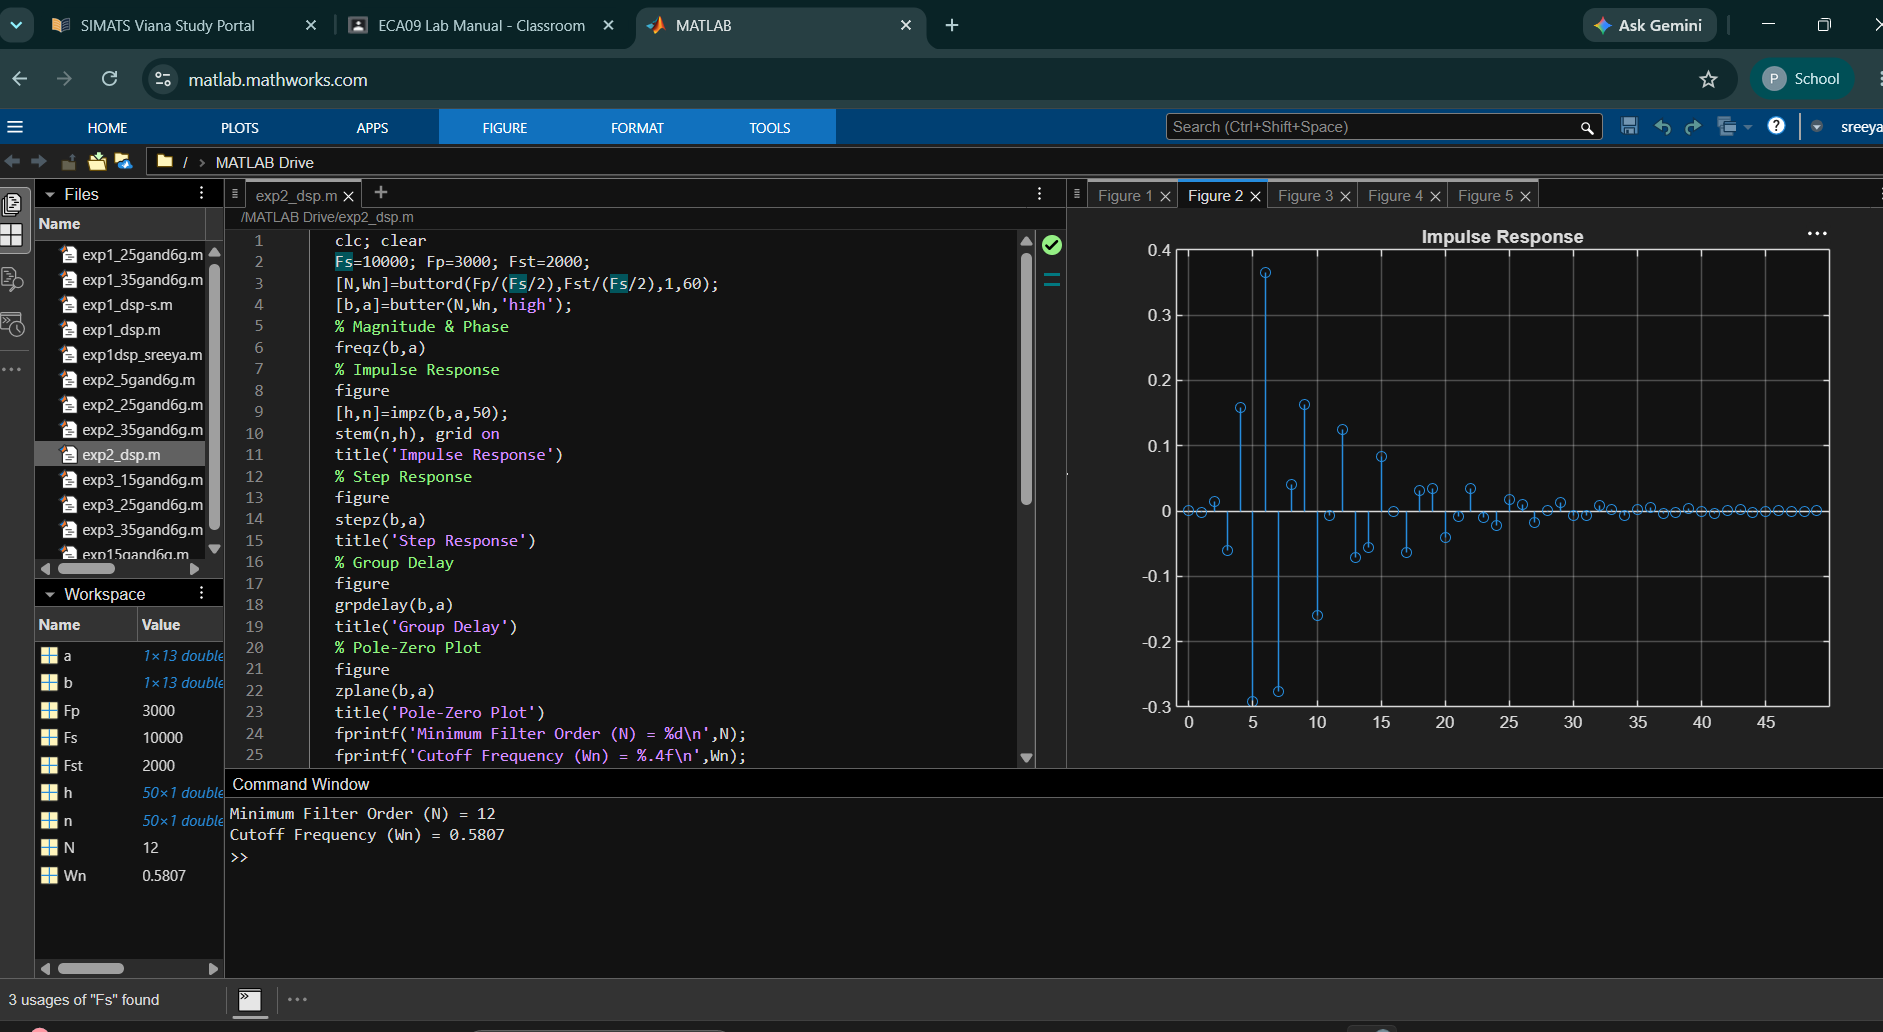 SIMATS Viana Study Portal
ECA09 Lab Manual - Classroom
MATLAB
Ask Gemini
matlab.mathworks.com
P School
HOME PLOTS APPS FIGURE FORMAT TOOLS
Search (Ctrl+Shift+Space)
sreeya
/ › MATLAB Drive
Files
Name
exp1_25gand6g.m
exp1_35gand6g.m
exp1_dsp-s.m
exp1_dsp.m
exp1dsp_sreeya.m
exp2_5gand6g.m
exp2_25gand6g.m
exp2_35gand6g.m
exp2_dsp.m
exp3_15gand6g.m
exp3_25gand6g.m
exp3_35gand6g.m
exp15gand6g.m
Workspace
Name Value
a 1×13 double
b 1×13 double
Fp 3000
Fs 10000
Fst 2000
h 50×1 double
n 50×1 double
N 12
Wn 0.5807
exp2_dsp.m
/MATLAB Drive/exp2_dsp.m
1 clc; clear
2 Fs=10000; Fp=3000; Fst=2000;
3 [N,Wn]=buttord(Fp/(Fs/2),Fst/(Fs/2),1,60);
4 [b,a]=butter(N,Wn,'high');
5 % Magnitude & Phase
6 freqz(b,a)
7 % Impulse Response
8 figure
9 [h,n]=impz(b,a,50);
10 stem(n,h), grid on
11 title('Impulse Response')
12 % Step Response
13 figure
14 stepz(b,a)
15 title('Step Response')
16 % Group Delay
17 figure
18 grpdelay(b,a)
19 title('Group Delay')
20 % Pole-Zero Plot
21 figure
22 zplane(b,a)
23 title('Pole-Zero Plot')
24 fprintf('Minimum Filter Order (N) = %d\n',N);
25 fprintf('Cutoff Frequency (Wn) = %.4f\n',Wn);
Figure 1 Figure 2 Figure 3 Figure 4 Figure 5
Impulse Response
0.4
0.3
0.2
0.1
0
-0.1
-0.2
-0.3
0 5 10 15 20 25 30 35 40 45
Command Window
Minimum Filter Order (N) = 12
Cutoff Frequency (Wn) = 0.5807
>>
3 usages of "Fs" found